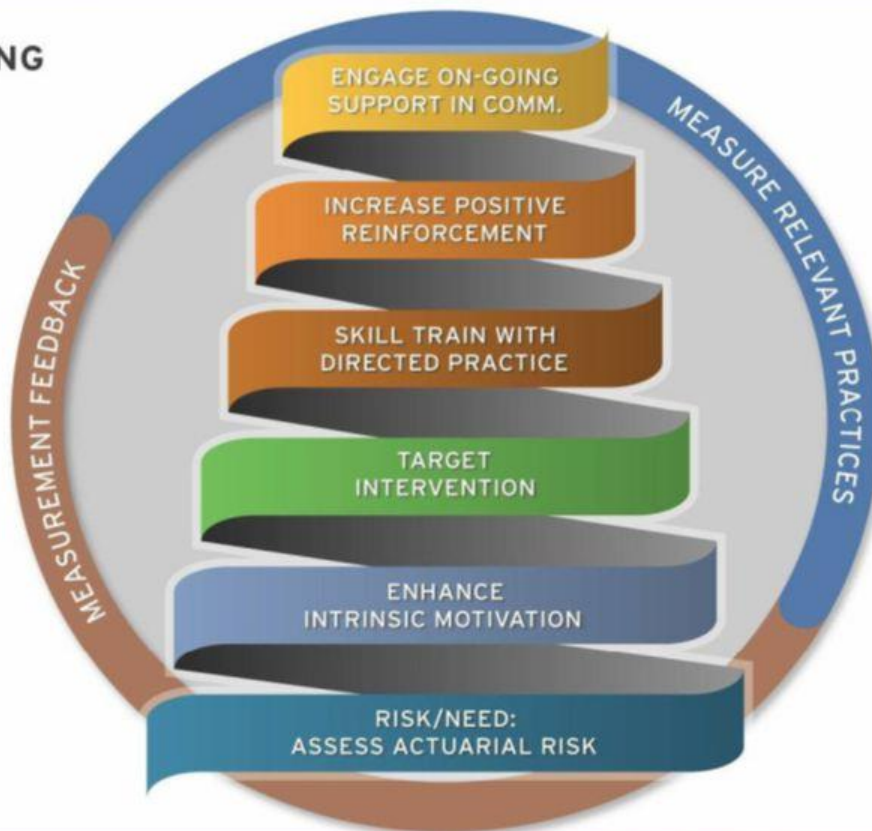 NG
ENGAGE ON-GOING
SUPPORT IN COMM.
INCREASE POSITIVE
REINFORCEMENT
SKILL TRAIN WITH
DIRECTED PRACTICE
TARGET
INTERVENTION
ENHANCE
INTRINSIC MOTIVATION
RISK/NEED:
ASSESS ACTUARIAL RISK
MEASURE RELEVANT PRACTICES
MEASUREMENT FEEDBACK